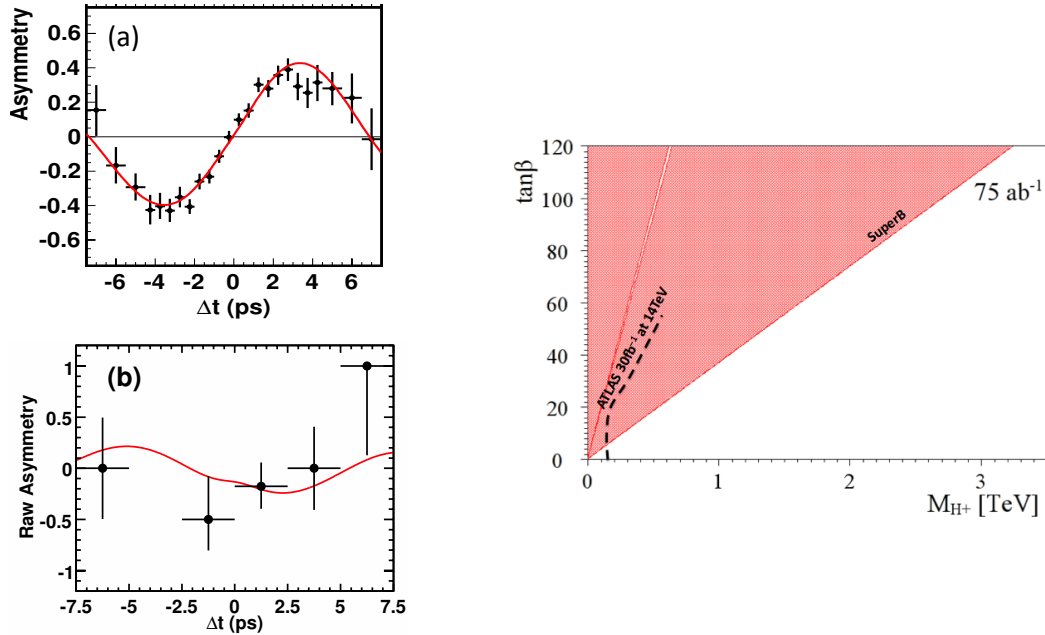 (a)
Asymmetry
0.6
0.4
0.2
0
-0.2
-0.4
-0.6
-6 -4 -2 0 2 4 6
Δt (ps)
(b)
Raw Asymmetry
1
0.5
0
-0.5
-1
-7.5 -5 -2.5 0 2.5 5 7.5
Δt (ps)
tanβ
120
100
80
60
40
20
0
75 ab⁻¹
SuperB
ATLAS 30fb⁻¹ at 14TeV
0 1 2 3
M_H+ [TeV]